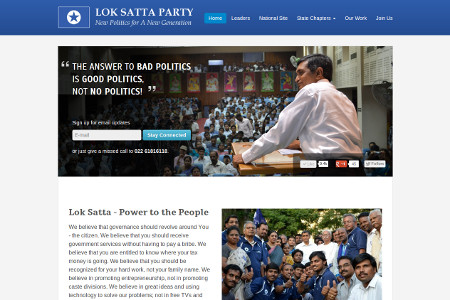 LOK SATTA PARTY
New Politics for A New Generation
Home Leaders National Site State Chapters Our Work Join Us
“ THE ANSWER TO BAD POLITICS
IS GOOD POLITICS,
NOT NO POLITICS! ”
Sign up for email updates
E-mail Stay Connected
or just give a missed call to 022 61816110.
Follow
Lok Satta - Power to the People
We believe that governance should revolve around You
- the citizen. We believe that you should receive
government services without having to pay a bribe. We
believe that you are entitled to know where your tax
money is going. We believe that you should be
recognized for your hard work, not your family name. We
believe in promoting entrepreneurship, not in promoting
caste divisions. We believe in great ideas and using
technology to solve our problems; not in free TVs and